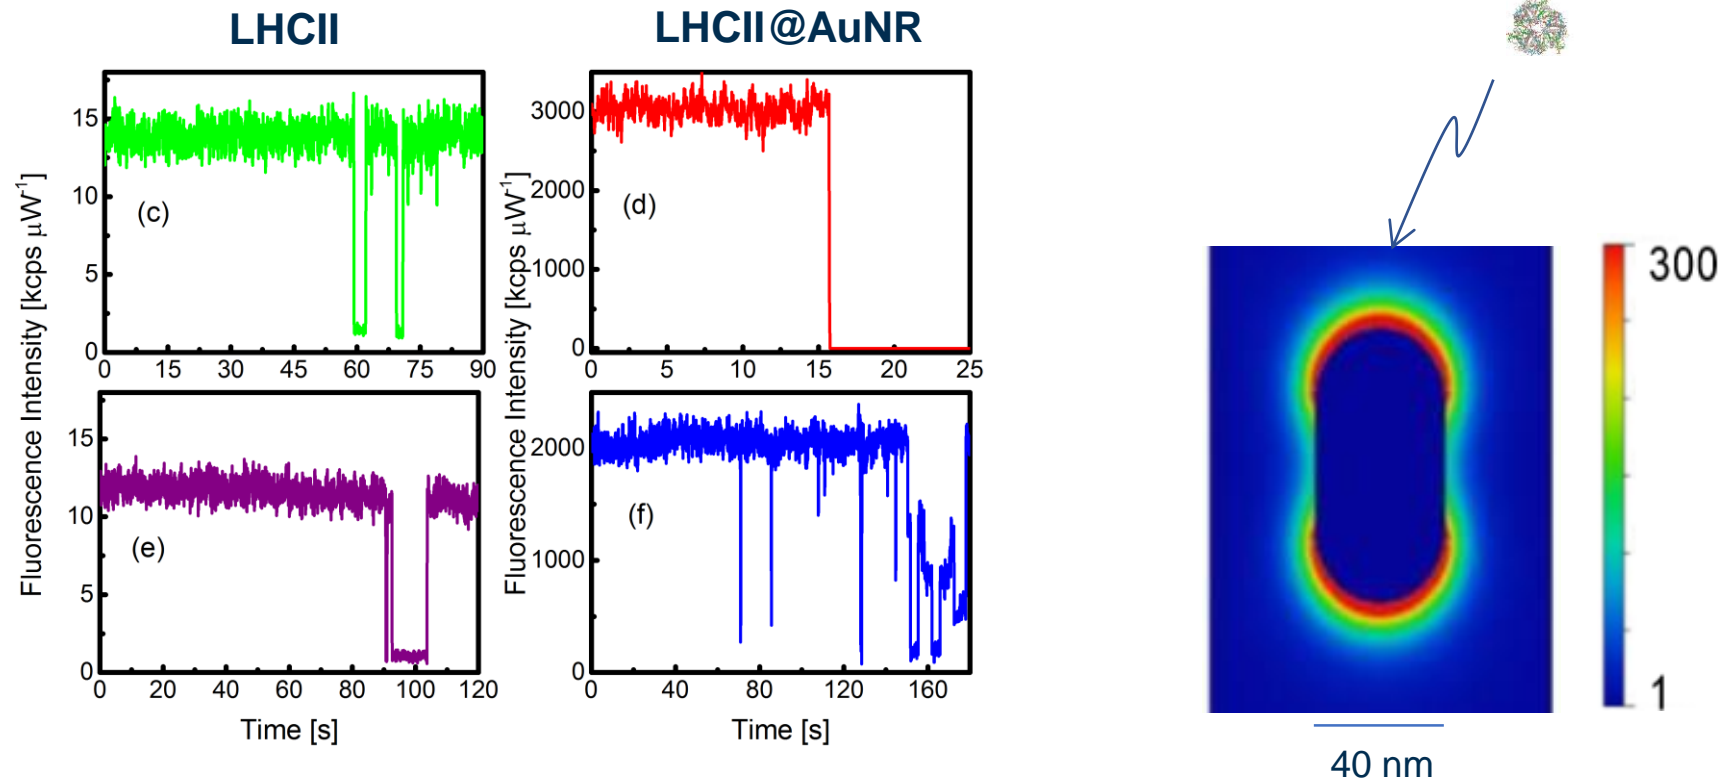 LHCII
LHCII@AuNR
Fluorescence Intensity [kcps μW⁻¹]
15
10
5
0
(c)
0 15 30 45 60 75 90
Fluorescence Intensity [kcps μW⁻¹]
3000
2000
1000
0
(d)
0 5 10 15 20 25
15
10
5
0
(e)
0 20 40 60 80 100 120
Time [s]
2000
1000
0
(f)
0 40 80 120 160
Time [s]
300
1
40 nm